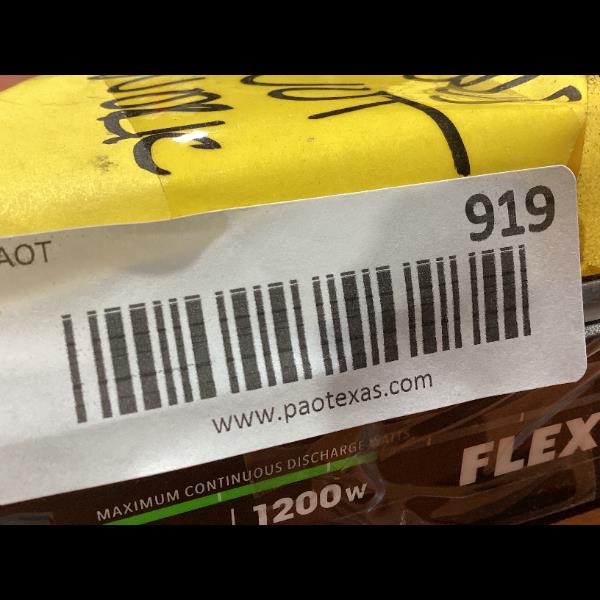 919
AOT
www.paotexas.com
MAXIMUM CONTINUOUS DISCHARGE WATTS
1200W
FLEX